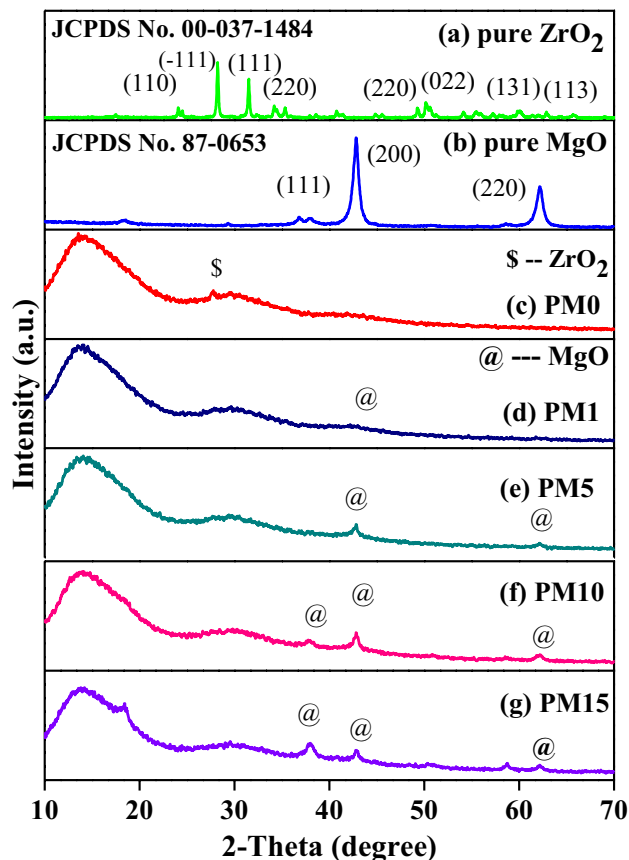 JCPDS No. 00-037-1484
(a) pure ZrO2
(-111)
(110)
(111)
(220)
(220)
(022)
(131)
(113)
JCPDS No. 87-0653
(b) pure MgO
(111)
(200)
(220)
$ -- ZrO2
$
(c) PM0
@ --- MgO
@
(d) PM1
@
@
(e) PM5
@
@
@
(f) PM10
@
@
@
(g) PM15
10 20 30 40 50 60 70
2-Theta (degree)
Intensity (a.u.)